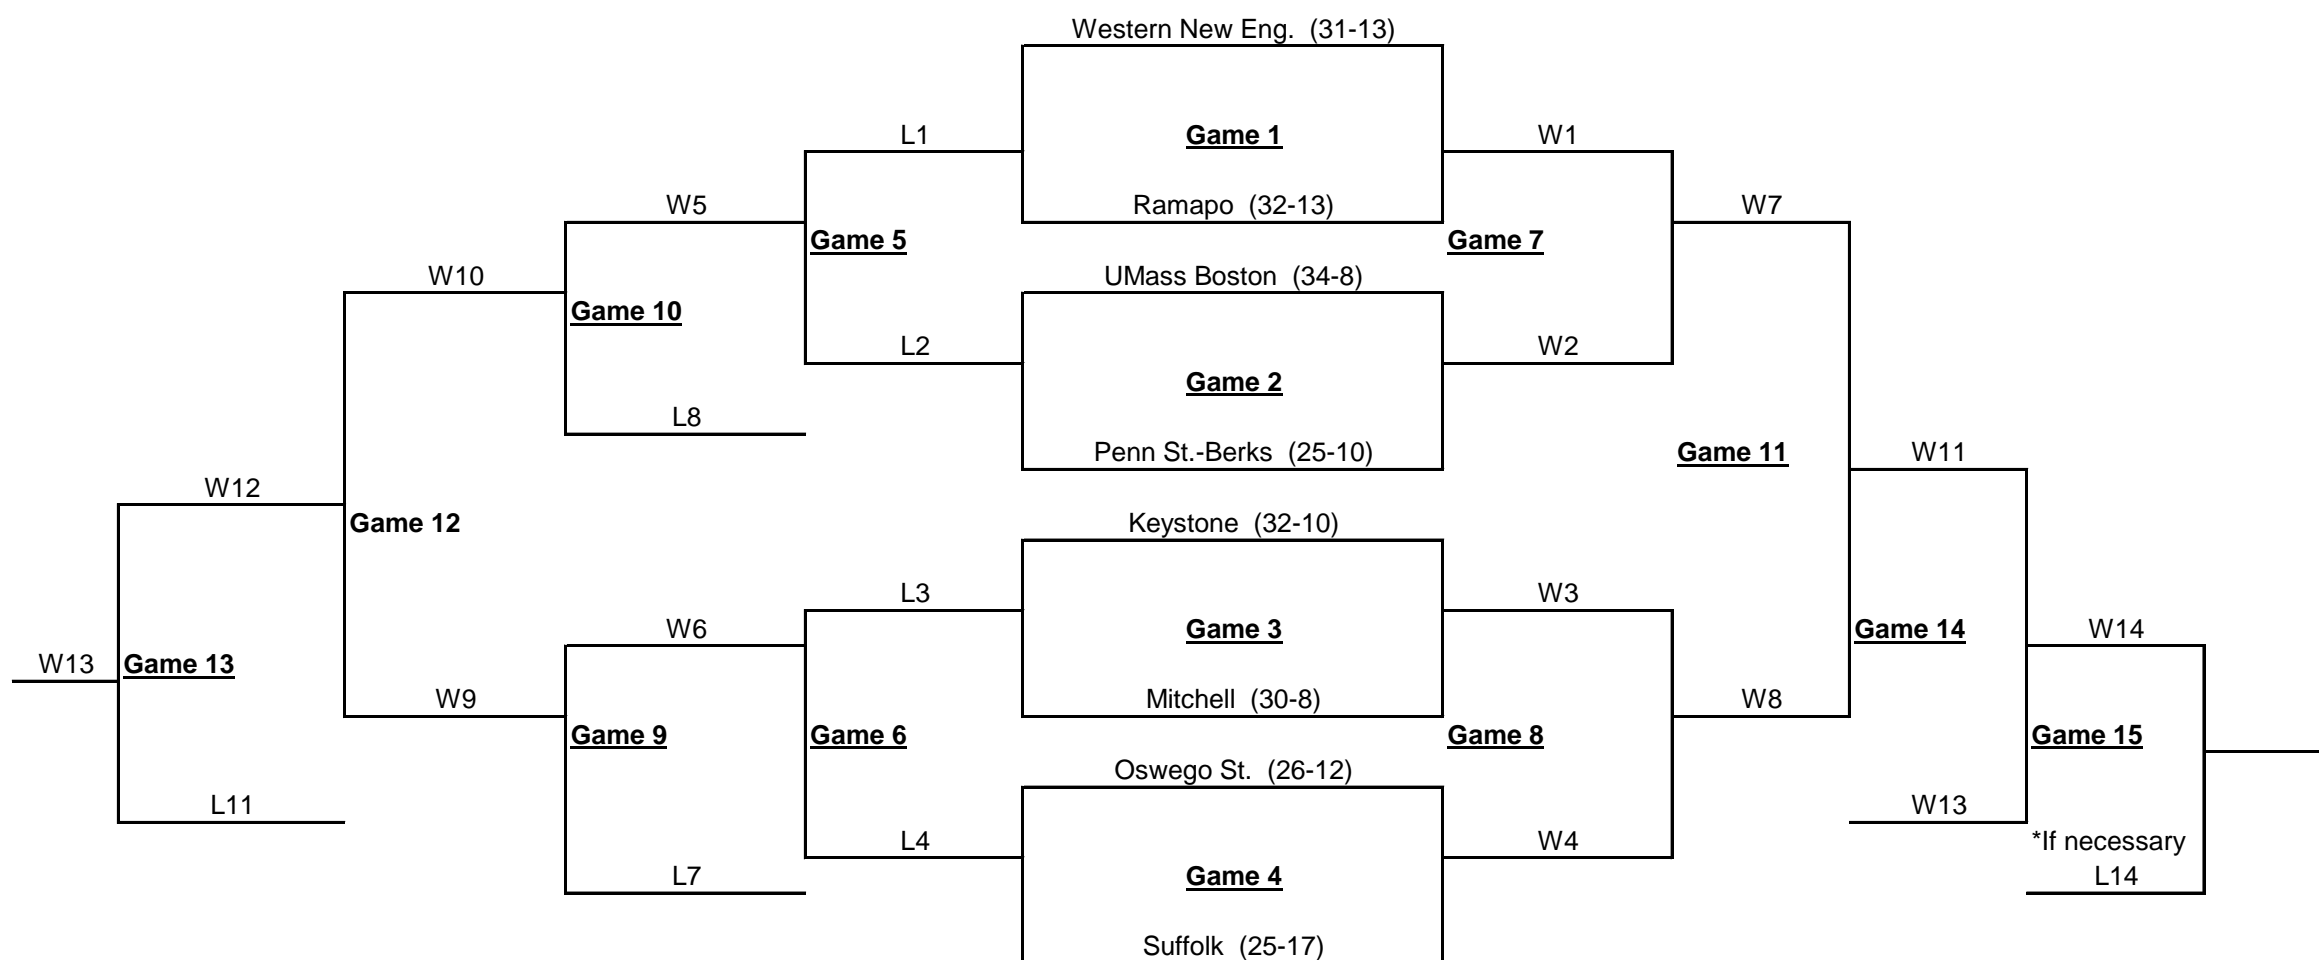 Western New Eng.  (31-13)
L1
Game 1
W1
W5
Ramapo  (32-13)
W7
Game 5
Game 7
W10
UMass Boston  (34-8)
Game 10
L2
W2
Game 2
L8
Penn St.-Berks  (25-10)
Game 11
W11
W12
Game 12
Keystone  (32-10)
L3
W3
W6
Game 3
Game 14
W14
W13
Game 13
W9
Mitchell  (30-8)
W8
Game 9
Game 6
Game 8
Game 15
Oswego St.  (26-12)
L11
W13
L4
W4
*If necessary
L7
Game 4
L14
Suffolk  (25-17)